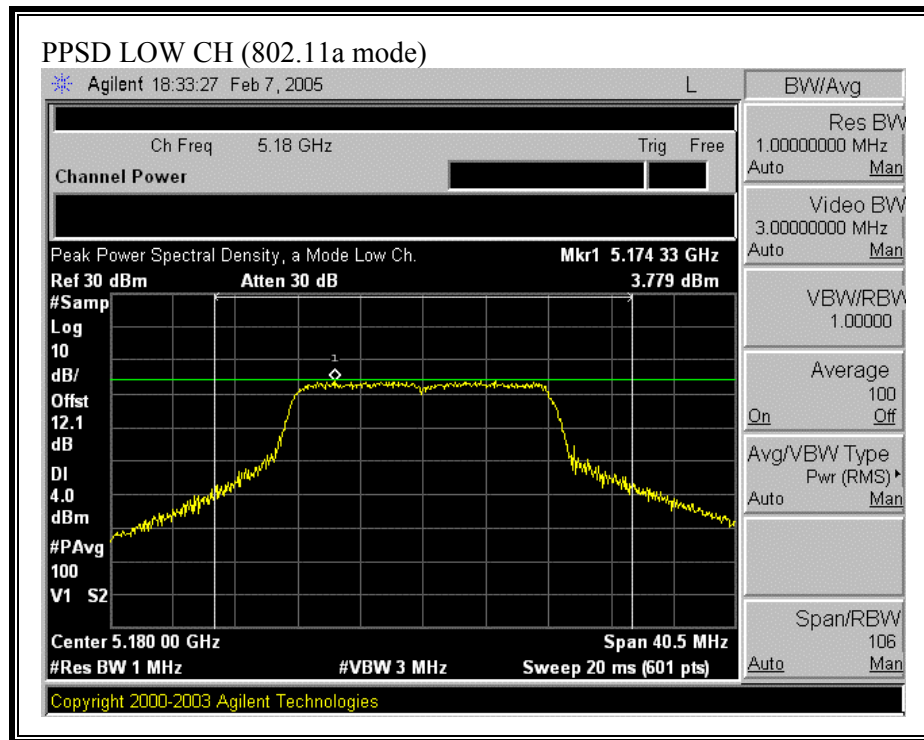 PPSD LOW CH (802.11a mode)
Agilent 18:33:27 Feb 7, 2005 L
Ch Freq 5.18 GHz Trig Free
Channel Power
Peak Power Spectral Density, a Mode Low Ch. Mkr1 5.174 33 GHz
Ref 30 dBm Atten 30 dB 3.779 dBm
#Samp
Log
10
dB/
Offst
12.1
dB
DI
4.0
dBm
#PAvg
100
V1 S2
1
Center 5.180 00 GHz Span 40.5 MHz
#Res BW 1 MHz #VBW 3 MHz Sweep 20 ms (601 pts)
Copyright 2000-2003 Agilent Technologies
BW/Avg
Res BW
1.00000000 MHz
Auto Man
Video BW
3.00000000 MHz
Auto Man
VBW/RBW
1.00000
Average
100
On Off
Avg/VBW Type
Pwr (RMS)
Auto Man
Span/RBW
106
Auto Man